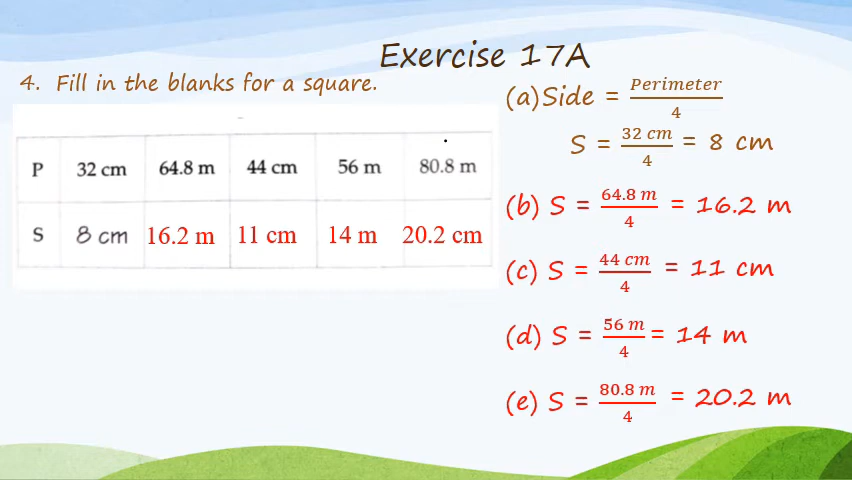 Exercise 17A
4. Fill in the blanks for a square.
P 32 cm 64.8 m 44 cm 56 m 80.8 m
S 8 cm 16.2 m 11 cm 14 m 20.2 cm
(a) Side = Perimeter/4
S = 32 cm/4 = 8 cm
(b) S = 64.8 m/4 = 16.2 m
(c) S = 44 cm/4 = 11 cm
(d) S = 56 m/4 = 14 m
(e) S = 80.8 m/4 = 20.2 m